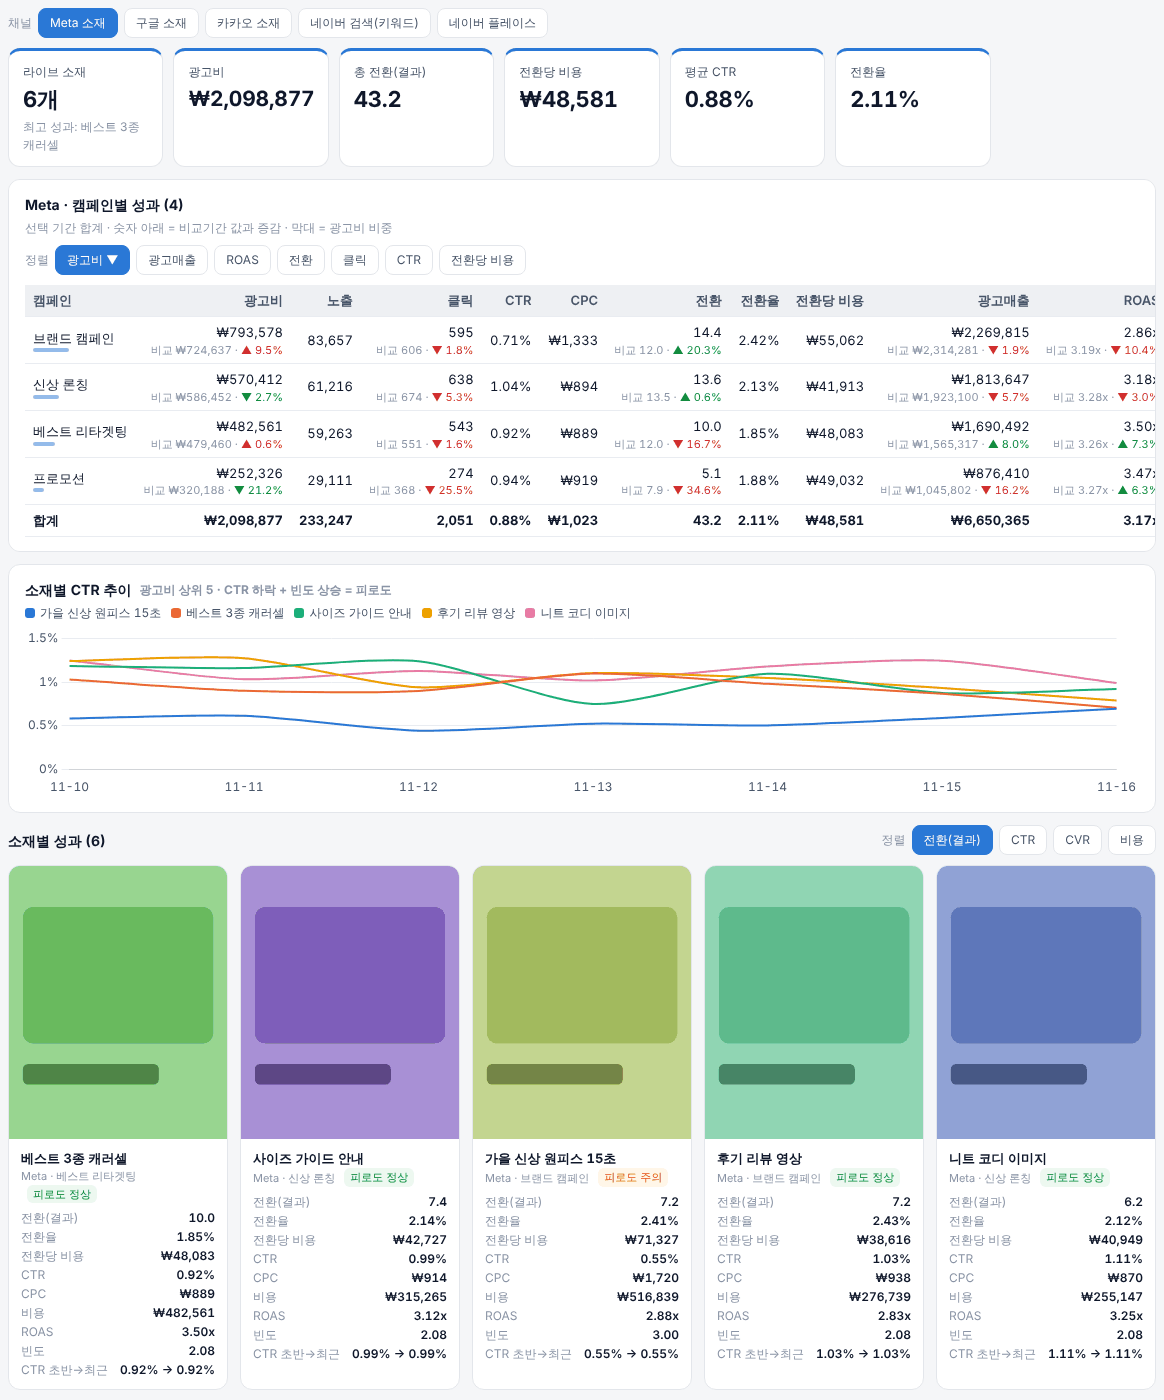 채널 Meta 소재 구글 소재 카카오 소재 네이버 검색(키워드) 네이버 플레이스
라이브 소재 광고비 총 전환(결과) 전환당 비용 평균 CTR 전환율
6개 ₩2,098,877 43.2 ₩48,581 0.88% 2.11%
최고 성과: 베스트 3종
캐러셀
Meta · 캠페인별 성과 (4)
선택 기간 합계 · 숫자 아래 = 비교기간 값과 증감 · 막대 = 광고비 비중
정렬 광고비 ▼ 광고매출 ROAS 전환 클릭 CTR 전환당 비용
캠페인 광고비 노출 클릭 CTR CPC 전환 전환율 전환당 비용 광고매출 ROAS
브랜드 캠페인 ₩793,578 83,657 595 0.71% ₩1,333 14.4 2.42% ₩55,062 ₩2,269,815 2.86x
비교 ₩724,637 · ▲ 9.5% 비교 606 · ▼ 1.8% 비교 12.0 · ▲ 20.3% 비교 ₩2,314,281 · ▼ 1.9% 비교 3.19x · ▼ 10.4%
신상 론칭 ₩570,412 61,216 638 1.04% ₩894 13.6 2.13% ₩41,913 ₩1,813,647 3.18x
비교 ₩586,452 · ▼ 2.7% 비교 674 · ▼ 5.3% 비교 13.5 · ▲ 0.6% 비교 ₩1,923,100 · ▼ 5.7% 비교 3.28x · ▼ 3.0%
베스트 리타겟팅 ₩482,561 59,263 543 0.92% ₩889 10.0 1.85% ₩48,083 ₩1,690,492 3.50x
비교 ₩479,460 · ▲ 0.6% 비교 551 · ▼ 1.6% 비교 12.0 · ▼ 16.7% 비교 ₩1,565,317 · ▲ 8.0% 비교 3.26x · ▲ 7.3%
프로모션 ₩252,326 29,111 274 0.94% ₩919 5.1 1.88% ₩49,032 ₩876,410 3.47x
비교 ₩320,188 · ▼ 21.2% 비교 368 · ▼ 25.5% 비교 7.9 · ▼ 34.6% 비교 ₩1,045,802 · ▼ 16.2% 비교 3.27x · ▲ 6.3%
합계 ₩2,098,877 233,247 2,051 0.88% ₩1,023 43.2 2.11% ₩48,581 ₩6,650,365 3.17x
소재별 CTR 추이 광고비 상위 5 · CTR 하락 + 빈도 상승 = 피로도
가을 신상 원피스 15초 베스트 3종 캐러셀 사이즈 가이드 안내 후기 리뷰 영상 니트 코디 이미지
1.5%
1%
0.5%
0%
11-10 11-11 11-12 11-13 11-14 11-15 11-16
소재별 성과 (6) 정렬 전환(결과) CTR CVR 비용
베스트 3종 캐러셀
Meta · 베스트 리타겟팅
피로도 정상
전환(결과) 10.0
전환율 1.85%
전환당 비용 ₩48,083
CTR 0.92%
CPC ₩889
비용 ₩482,561
ROAS 3.50x
빈도 2.08
CTR 초반→최근 0.92% → 0.92%
사이즈 가이드 안내
Meta · 신상 론칭 피로도 정상
전환(결과) 7.4
전환율 2.14%
전환당 비용 ₩42,727
CTR 0.99%
CPC ₩914
비용 ₩315,265
ROAS 3.12x
빈도 2.08
CTR 초반→최근 0.99% → 0.99%
가을 신상 원피스 15초
Meta · 브랜드 캠페인 피로도 주의
전환(결과) 7.2
전환율 2.41%
전환당 비용 ₩71,327
CTR 0.55%
CPC ₩1,720
비용 ₩516,839
ROAS 2.88x
빈도 3.00
CTR 초반→최근 0.55% → 0.55%
후기 리뷰 영상
Meta · 브랜드 캠페인 피로도 정상
전환(결과) 7.2
전환율 2.43%
전환당 비용 ₩38,616
CTR 1.03%
CPC ₩938
비용 ₩276,739
ROAS 2.83x
빈도 2.08
CTR 초반→최근 1.03% → 1.03%
니트 코디 이미지
Meta · 신상 론칭 피로도 정상
전환(결과) 6.2
전환율 2.12%
전환당 비용 ₩40,949
CTR 1.11%
CPC ₩870
비용 ₩255,147
ROAS 3.25x
빈도 2.08
CTR 초반→최근 1.11% → 1.11%